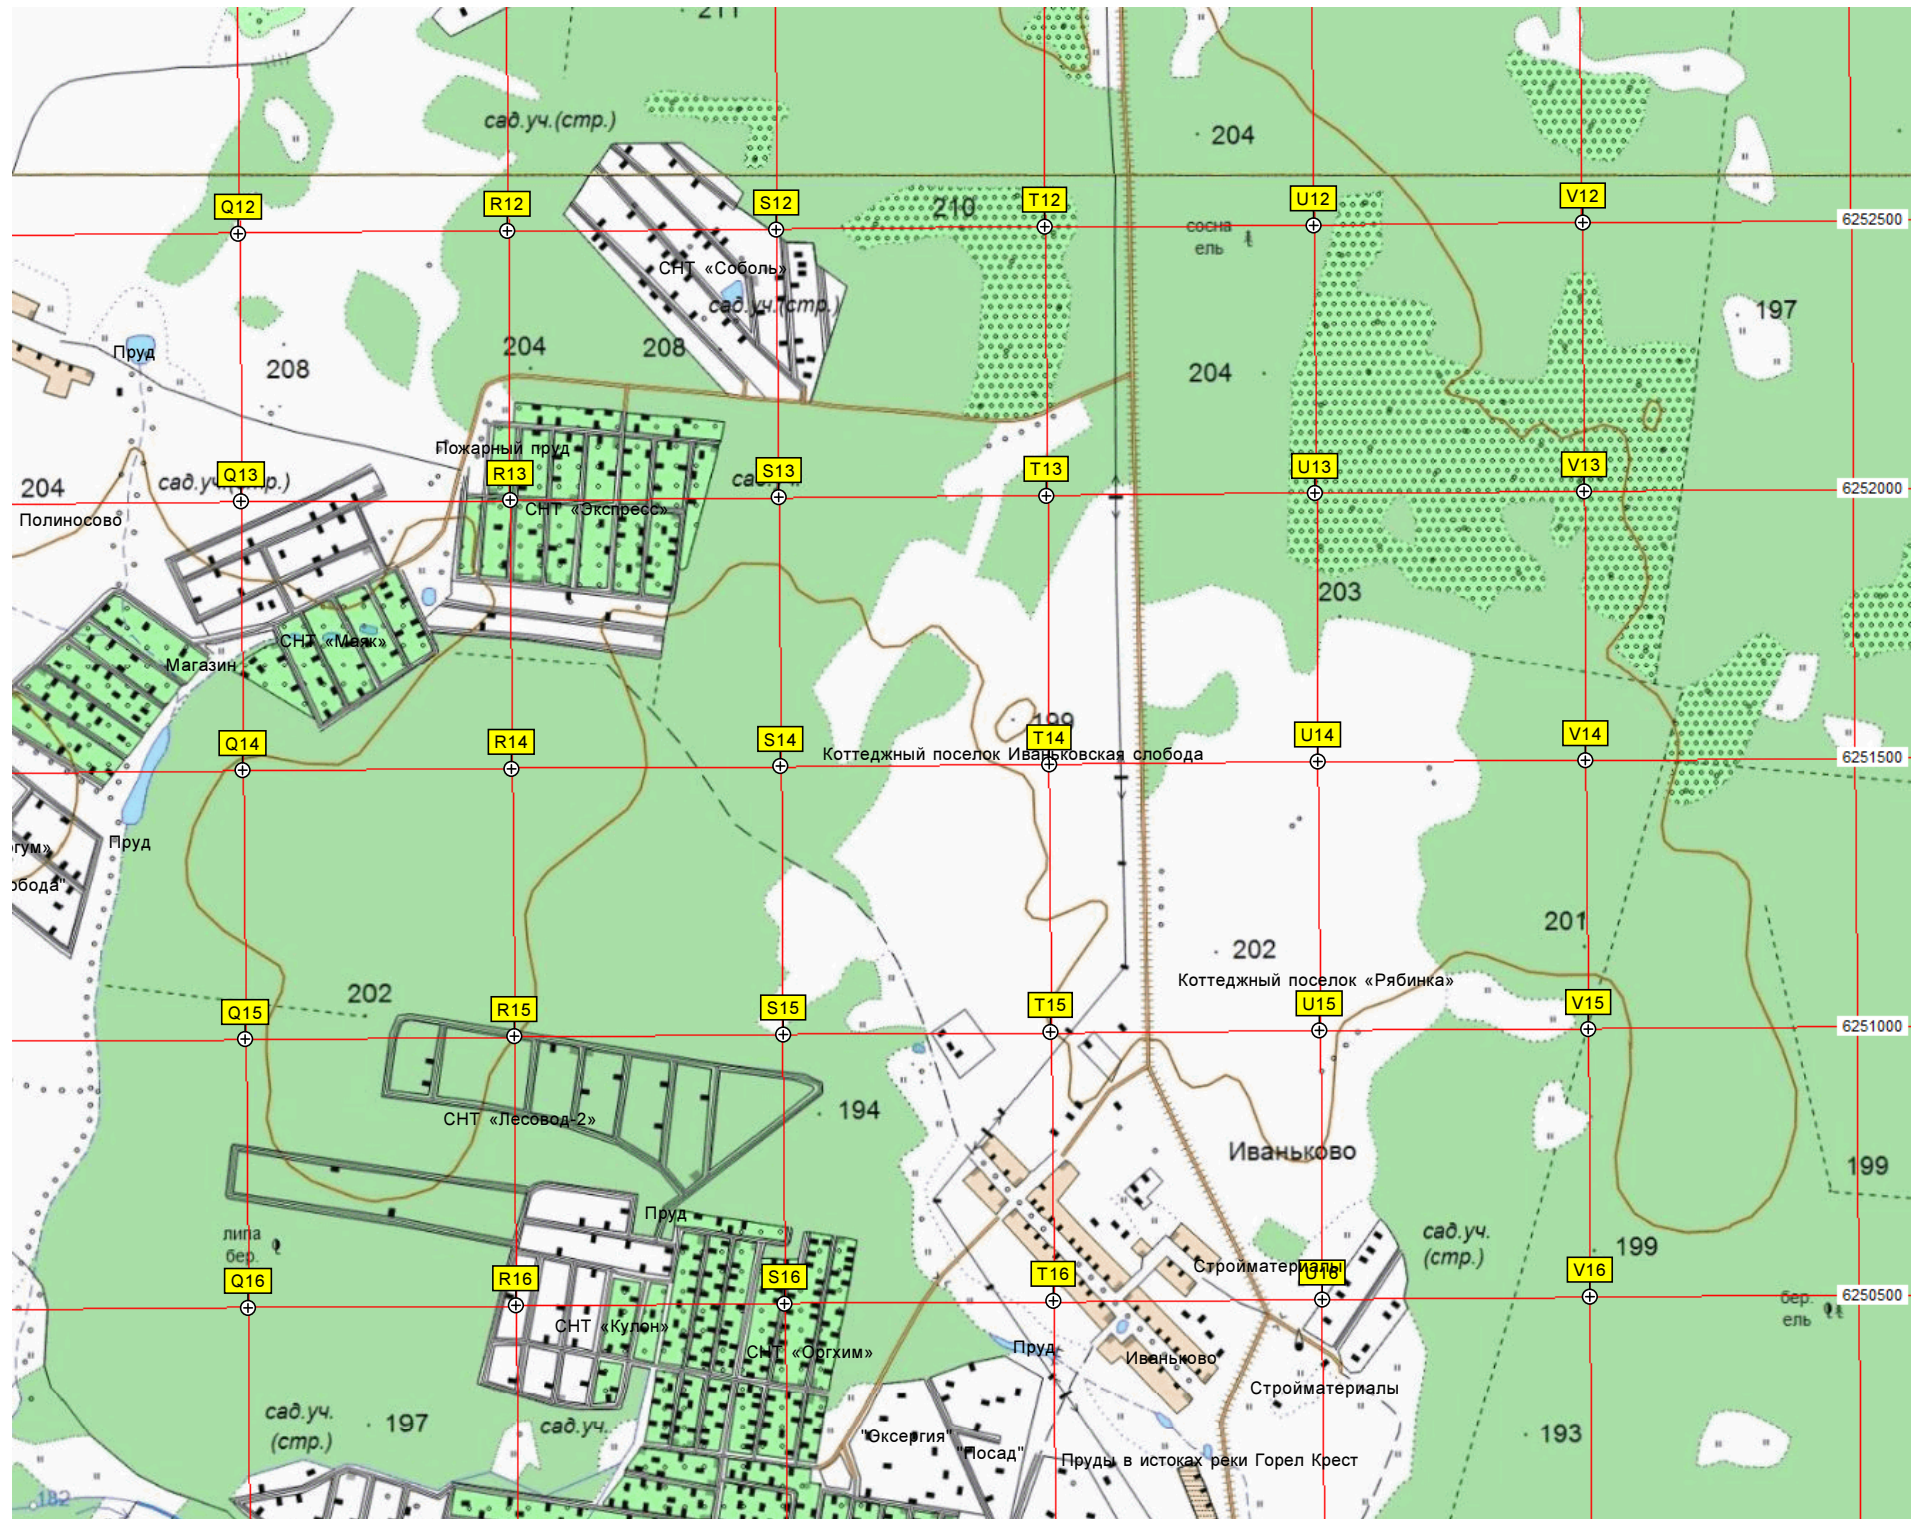 211
сад.уч.(стр.)
204
Q12
R12
S12
210
T12
U12
V12
6252500
сосна
ель
СНТ «Соболь»
сад.уч.(стр.)
197
Пруд
204
208
208
204
Пожарный пруд
Q13
R13
S13
T13
U13
V13
6252000
204
Полиносово
СНТ «Экспресс»
203
СНТ «Маяк»
Магазин
199
Q14
R14
S14
T14
U14
V14
6251500
Коттеджный поселок Иваньковская слобода
Пруд
201
202
Коттеджный поселок «Рябинка»
202
Q15
R15
S15
T15
U15
V15
6251000
СНТ «Лесовод-2»
194
Иваньково
199
Пруд
липа
бер.
сад.уч.
(стр.)
199
Стройматериалы
Q16
R16
S16
T16
U16
V16
6250500
бер.
ель
СНТ «Кулон»
СНТ «Оргхим»
Пруд
Иваньково
Стройматериалы
сад.уч.
(стр.)
197
сад.уч.
"Эксергия"
"Посад"
193
Пруды в истоках реки Горел Крест
182